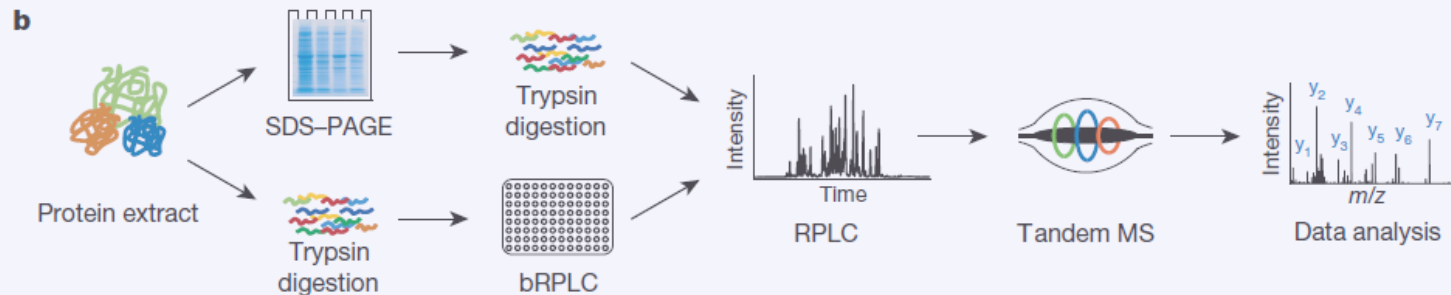 b
SDS–PAGE
Trypsin
digestion
Protein extract
Trypsin
digestion
bRPLC
Intensity
Time
RPLC
Tandem MS
Intensity
y1
y2
y3
y4
y5
y6
y7
m/z
Data analysis